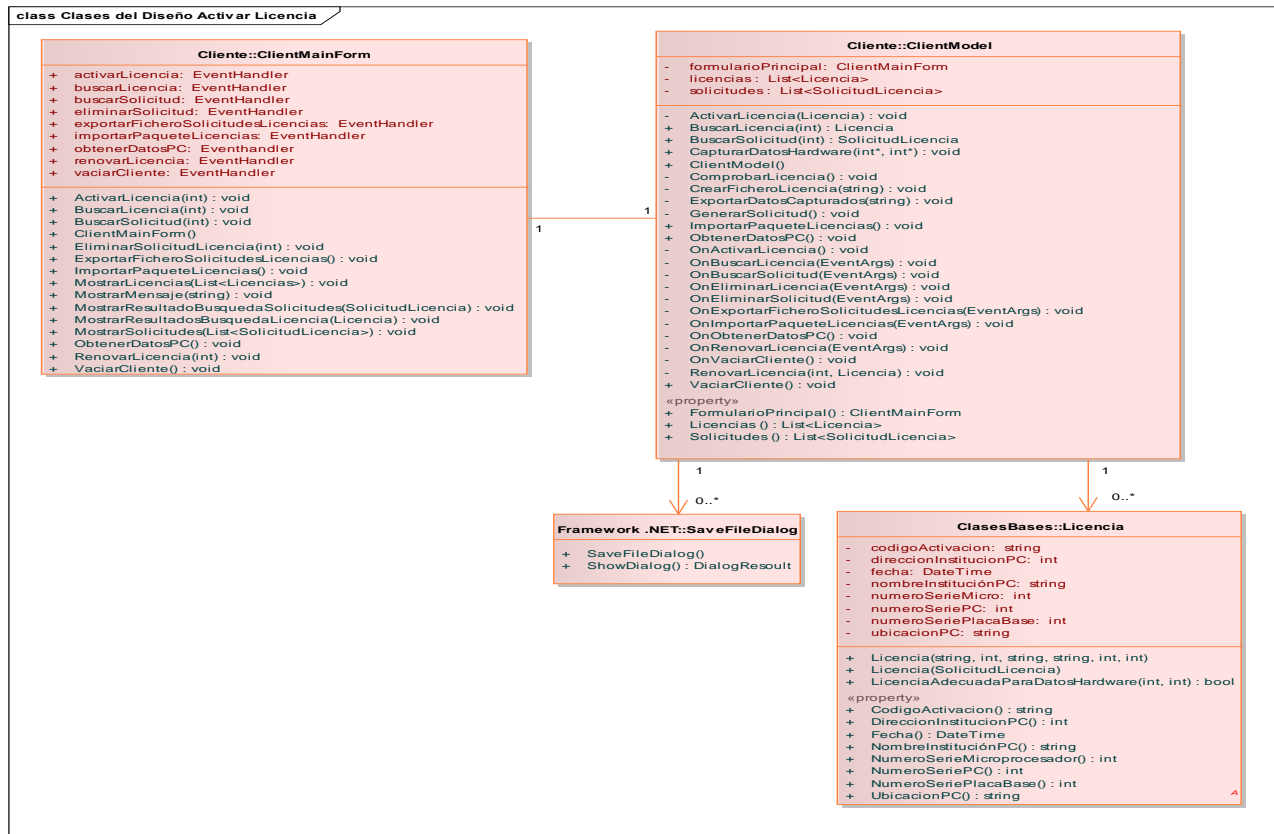 class Clases del Diseño Activar Licencia
Cliente::ClientMainForm
+ activarLicencia: EventHandler
+ buscarLicencia: EventHandler
+ buscarSolicitud: EventHandler
+ eliminarSolicitud: EventHandler
+ exportarFicheroSolicitudesLicencias: EventHandler
+ importarPaqueteLicencias: EventHandler
+ obtenerDatosPC: Eventhandler
+ renovarLicencia: EventHandler
+ vaciarCliente: EventHandler
+ ActivarLicencia(int) : void
+ BuscarLicencia(int) : void
+ BuscarSolicitud(int) : void
+ ClientMainForm()
+ EliminarSolicitudLicencia(int) : void
+ ExportarFicheroSolicitudesLicencias() : void
+ ImportarPaqueteLicencias() : void
+ MostrarLicencias(List<Licencias>) : void
+ MostrarMensaje(string) : void
+ MostrarResultadoBusquedaSolicitudes(SolicitudLicencia) : void
+ MostrarResultadosBusquedaLicencia(Licencia) : void
+ MostrarSolicitudes(List<SolicitudLicencia>) : void
+ ObtenerDatosPC() : void
+ RenovarLicencia(int) : void
+ VaciarCliente() : void
1
1
Cliente::ClientModel
- formularioPrincipal: ClientMainForm
- licencias: List<Licencia>
- solicitudes: List<SolicitudLicencia>
- ActivarLicencia(Licencia) : void
+ BuscarLicencia(int) : Licencia
+ BuscarSolicitud(int) : SolicitudLicencia
+ CapturarDatosHardware(int*, int*) : void
+ ClientModel()
- ComprobarLicencia() : void
- CrearFicheroLicencia(string) : void
- ExportarDatosCapturados(string) : void
- GenerarSolicitud() : void
+ ImportarPaqueteLicencias() : void
+ ObtenerDatosPC() : void
- OnActivarLicencia() : void
- OnBuscarLicencia(EventArgs) : void
- OnBuscarSolicitud(EventArgs) : void
- OnEliminarLicencia(EventArgs) : void
- OnEliminarSolicitud(EventArgs) : void
- OnExportarFicheroSolicitudesLicencias(EventArgs) : void
- OnImportarPaqueteLicencias(EventArgs) : void
- OnObtenerDatosPC() : void
- OnRenovarLicencia(EventArgs) : void
- OnVaciarCliente() : void
- RenovarLicencia(int, Licencia) : void
+ VaciarCliente() : void
«property»
+ FormularioPrincipal() : ClientMainForm
+ Licencias () : List<Licencia>
+ Solicitudes () : List<SolicitudLicencia>
1
0..*
1
0..*
Framework .NET::SaveFileDialog
+ SaveFileDialog()
+ ShowDialog() : DialogResoult
ClasesBases::Licencia
- codigoActivacion: string
- direccionInstitucionPC: int
- fecha: DateTime
- nombreInstituciónPC: string
- numeroSerieMicro: int
- numeroSeriePC: int
- numeroSeriePlacaBase: int
- ubicacionPC: string
+ Licencia(string, int, string, string, int, int)
+ Licencia(SolicitudLicencia)
+ LicenciaAdecuadaParaDatosHardware(int, int) : bool
«property»
+ CodigoActivacion() : string
+ DireccionInstitucionPC() : int
+ Fecha() : DateTime
+ NombreInstituciónPC() : string
+ NumeroSerieMicroprocesador() : int
+ NumeroSeriePC() : int
+ NumeroSeriePlacaBase() : int
+ UbicacionPC() : string
A